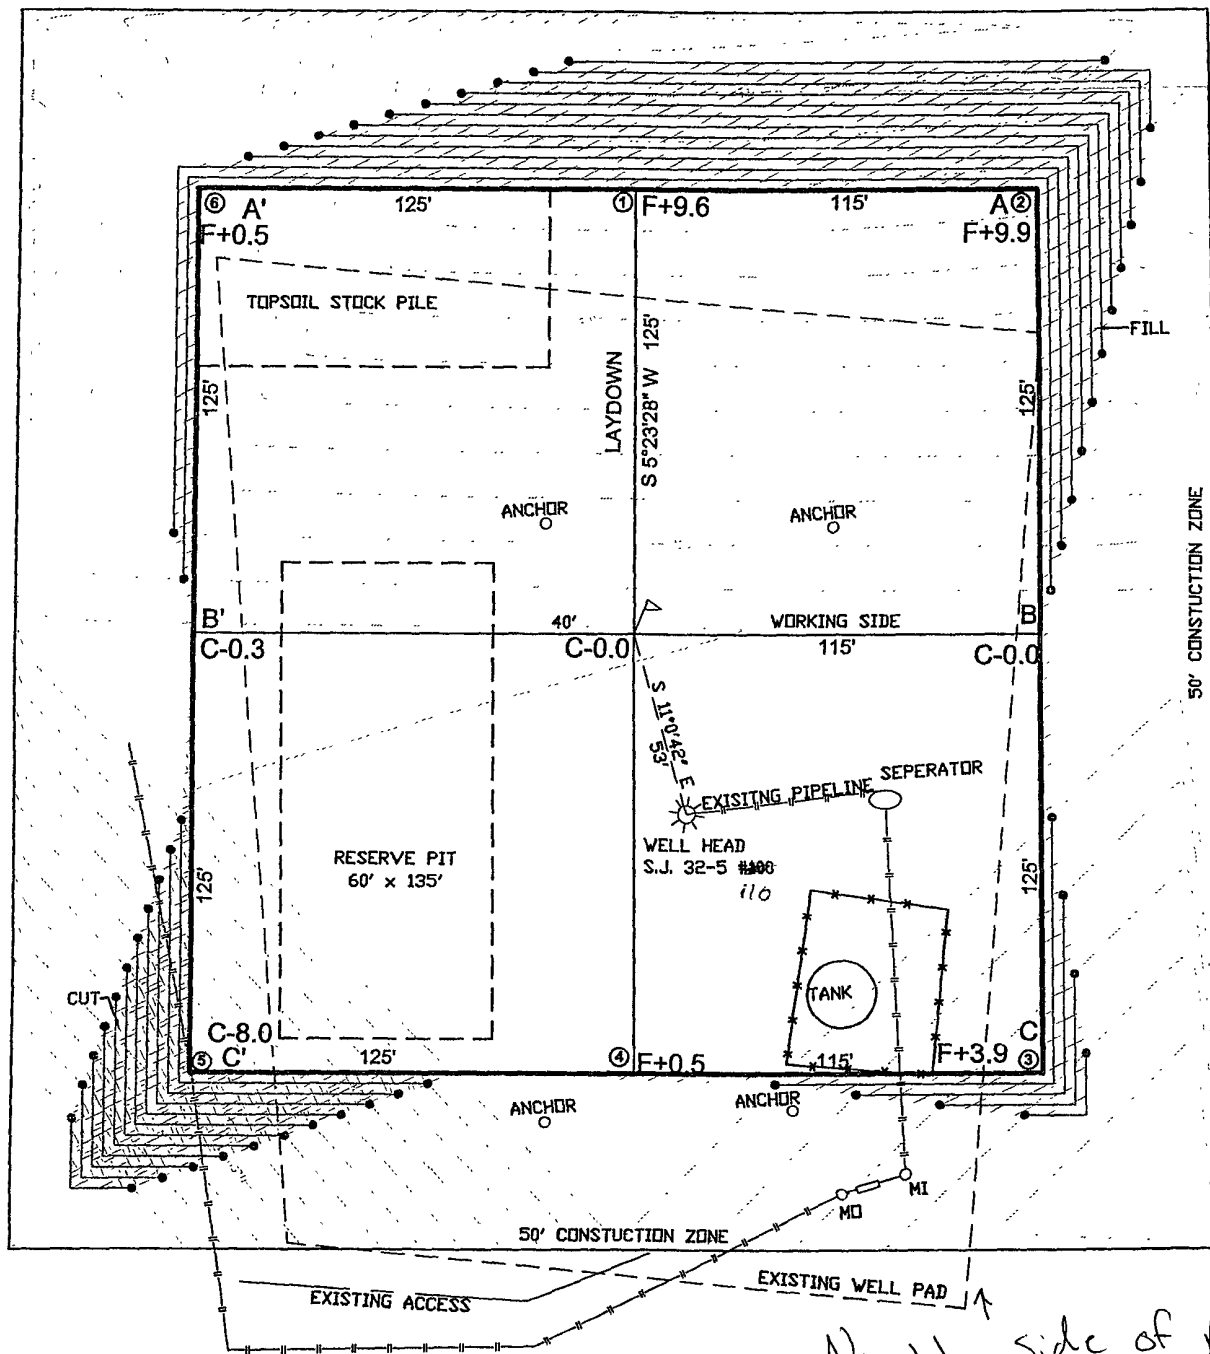 ⑥ A'
125'
① F+9.6
115'
A ②
F+0.5
F+9.9
TOPSOIL STOCK PILE
FILL
125'
LAYDOWN
S 5°23'28" W 125'
125'
ANCHOR
ANCHOR
50' CONSTUCTION ZONE
B'
40'
WORKING SIDE
B
C-0.3
C-0.0
115'
C-0.0
S 11°0'42" E
53'
EXISITNG PIPELINE
SEPERATOR
WELL HEAD
S.J. 32-5 #100
110
RESERVE PIT
60' x 135'
125'
125'
CUT
TANK
C-8.0
C
⑤ C'
125'
④ F+0.5
115'
F+3.9 ③
ANCHOR
ANCHOR
MI
MO
50' CONSTUCTION ZONE
EXISTING WELL PAD
EXISTING ACCESS
side of